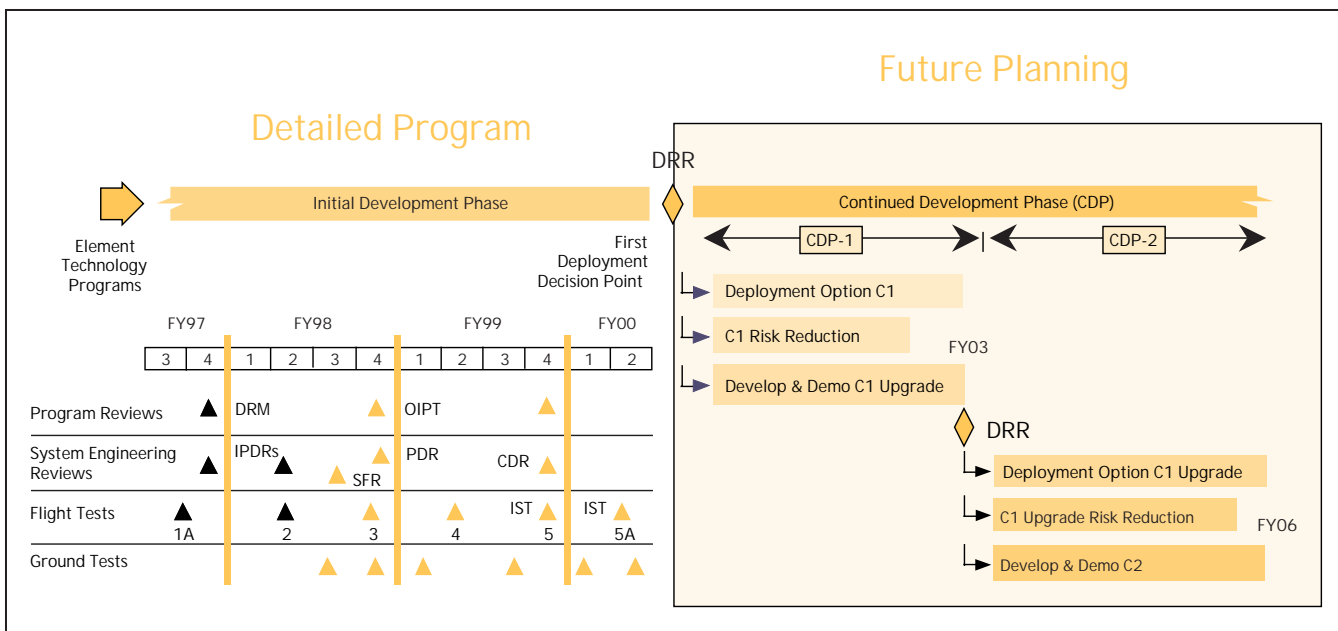 Future Planning
Detailed Program
DRR
Initial Development Phase
Continued Development Phase (CDP)
Element
Technology
Programs
First
Deployment
Decision Point
CDP-1
CDP-2
Deployment Option C1
C1 Risk Reduction
FY03
Develop & Demo C1 Upgrade
DRR
Deployment Option C1 Upgrade
C1 Upgrade Risk Reduction
FY06
Develop & Demo C2
FY97 FY98 FY99 FY00
3 4 1 2 3 4 1 2 3 4 1 2
Program Reviews DRM OIPT
System Engineering
Reviews
IPDRs SFR PDR CDR
Flight Tests IST IST
1A 2 3 4 5 5A
Ground Tests